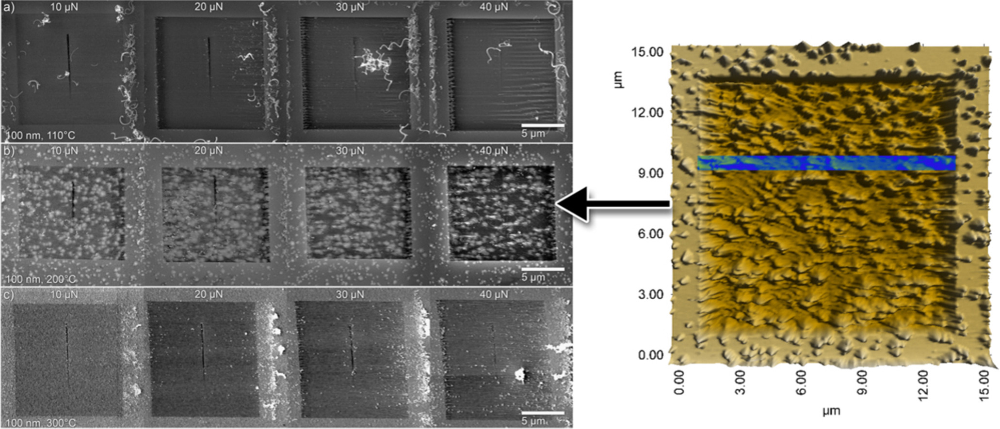 a)
10 µN 20 µN 30 µN 40 µN
100 nm, 110°C
5 µm
b)
10 µN 20 µN 30 µN 40 µN
100 nm, 200°C
5 µm
c)
10 µN 20 µN 30 µN 40 µN
100 nm, 300°C
5 µm
15.00
µm
12.00
9.00
6.00
3.00
0.00
0.00 3.00 6.00 9.00 12.00 15.00
µm